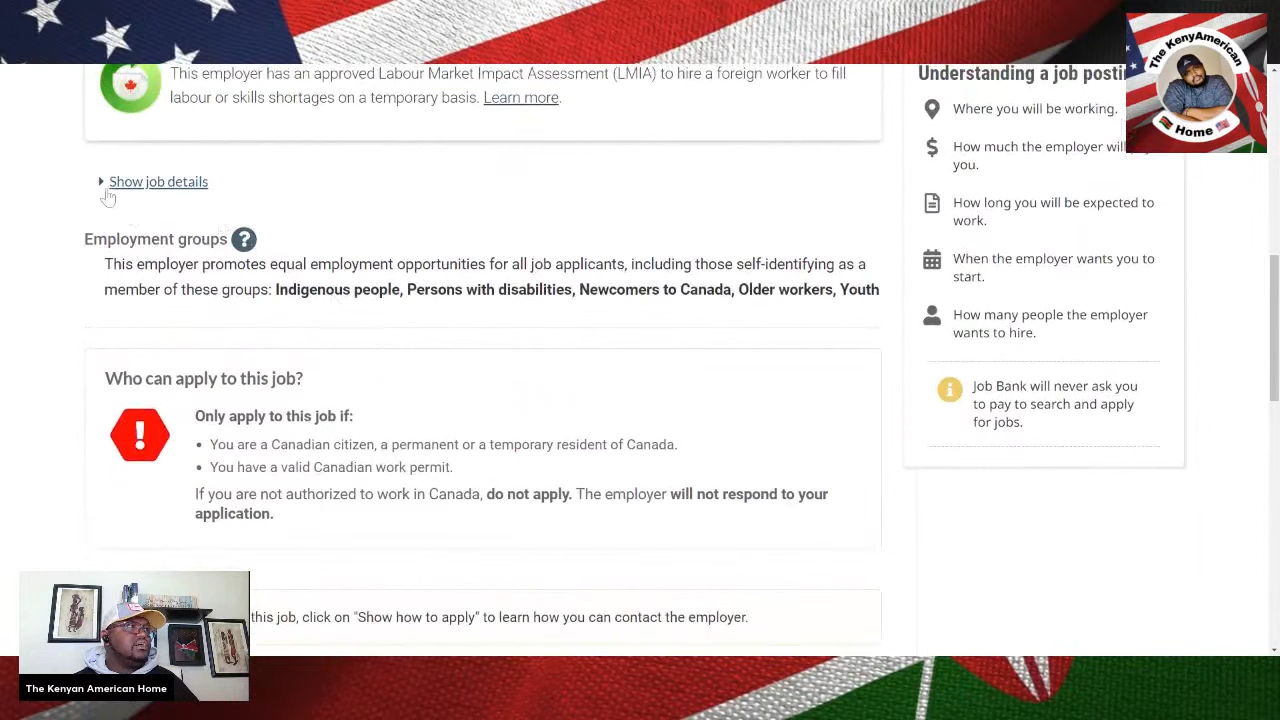 This employer has an approved Labour Market Impact Assessment (LMIA) to hire a foreign worker to fill
labour or skills shortages on a temporary basis. Learn more.
Show job details
Employment groups ?
This employer promotes equal employment opportunities for all job applicants, including those self-identifying as a
member of these groups: Indigenous people, Persons with disabilities, Newcomers to Canada, Older workers, Youth
Who can apply to this job?
Only apply to this job if:
• You are a Canadian citizen, a permanent or a temporary resident of Canada.
• You have a valid Canadian work permit.
If you are not authorized to work in Canada, do not apply. The employer will not respond to your
application.
this job, click on "Show how to apply" to learn how you can contact the employer.
Understanding a job posti
Where you will be working.
How much the employer will
you.
How long you will be expected to
work.
When the employer wants you to
start.
How many people the employer
wants to hire.
Job Bank will never ask you
to pay to search and apply
for jobs.
The KenyAmerican
Home
The Kenyan American Home